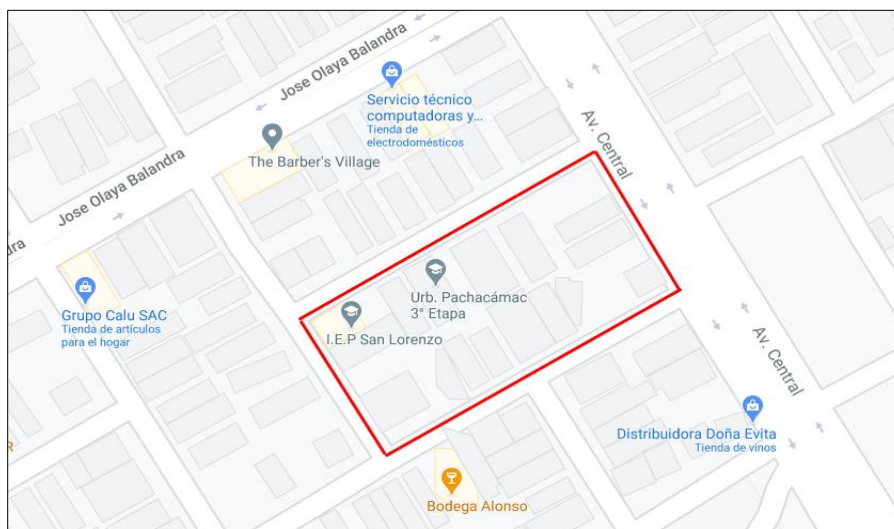 Jose Olaya Balandra
Servicio técnico
computadoras y…
Tienda de
electrodomésticos
Av. Central
The Barber's Village
Jose Olaya Balandra
Urb. Pachacámac
3° Etapa
Grupo Calu SAC
Tienda de artículos
para el hogar
I.E.P San Lorenzo
Av. Central
Distribuidora Doña Evita
Tienda de vinos
Bodega Alonso